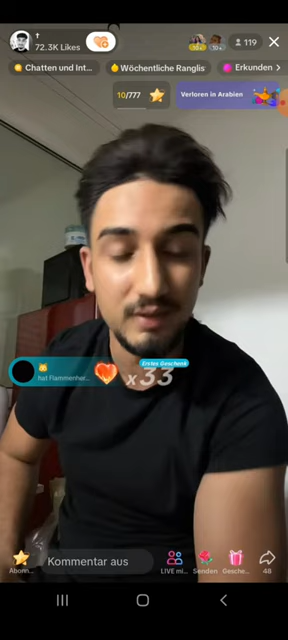 †
72.3K Likes
119
Chatten und Int...
Wöchentliche Ranglis
Erkunden >
10/777
Verloren in Arabien
Erstes Geschenk
hat Flammenhei...
x33
Kommentar aus
Abonn...
LIVE mi...
Senden
Gesche...
48